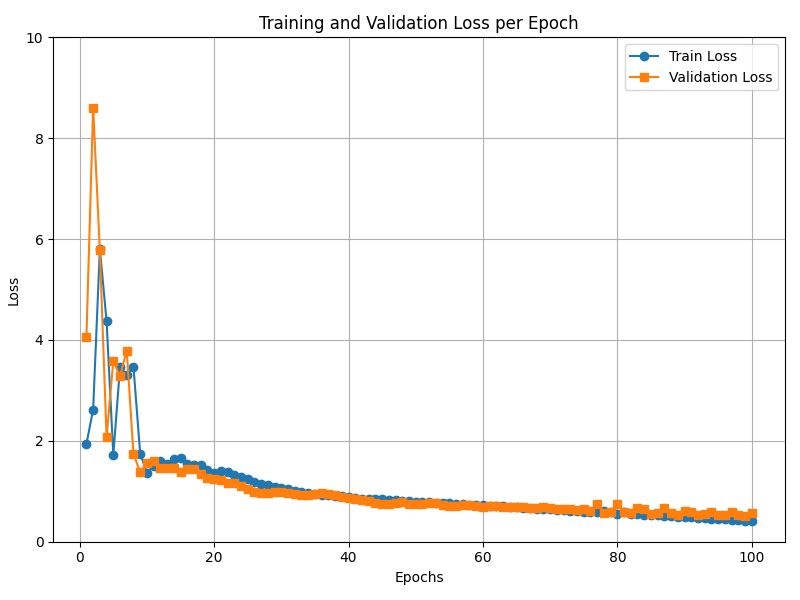 Training and Validation Loss per Epoch
Train Loss
Validation Loss
10
8
6
4
2
0
Loss
0 20 40 60 80 100
Epochs